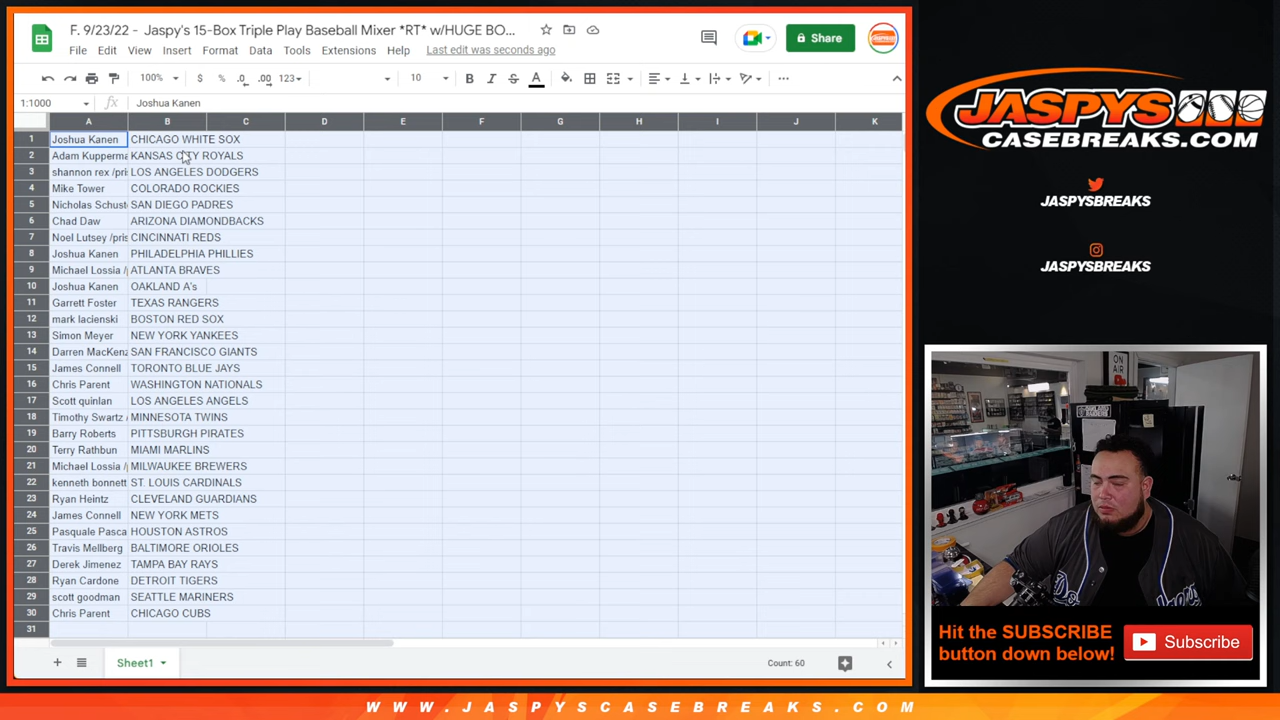 F. 9/23/22 - Jaspy's 15-Box Triple Play Baseball Mixer *RT* w/HUGE BO...
Share
File Edit View Format Data Tools Extensions Help Last edit was seconds ago
100% $ % .0 .00 123 10 B I S A
1:1000 fx Joshua Kanen
A B C D E F G H I J K
1 Joshua Kanen CHICAGO WHITE SOX
2 Adam Kupperma KANSAS CITY ROYALS
3 shannon rex /pri LOS ANGELES DODGERS
4 Mike Tower COLORADO ROCKIES
5 Nicholas Schust SAN DIEGO PADRES
6 Chad Daw ARIZONA DIAMONDBACKS
7 Noel Lutsey /pris CINCINNATI REDS
8 Joshua Kanen PHILADELPHIA PHILLIES
9 Michael Lossia / ATLANTA BRAVES
10 Joshua Kanen OAKLAND A's
11 Garrett Foster TEXAS RANGERS
12 mark lacienski BOSTON RED SOX
13 Simon Meyer NEW YORK YANKEES
14 Darren MacKenz SAN FRANCISCO GIANTS
15 James Connell TORONTO BLUE JAYS
16 Chris Parent WASHINGTON NATIONALS
17 Scott quinlan LOS ANGELES ANGELS
18 Timothy Swartz / MINNESOTA TWINS
19 Barry Roberts PITTSBURGH PIRATES
20 Terry Rathbun MIAMI MARLINS
21 Michael Lossia / MILWAUKEE BREWERS
22 kenneth bonnett ST. LOUIS CARDINALS
23 Ryan Heintz CLEVELAND GUARDIANS
24 James Connell NEW YORK METS
25 Pasquale Pasca HOUSTON ASTROS
26 Travis Mellberg BALTIMORE ORIOLES
27 Derek Jimenez TAMPA BAY RAYS
28 Ryan Cardone DETROIT TIGERS
29 scott goodman SEATTLE MARINERS
30 Chris Parent CHICAGO CUBS
31
Sheet1
Count: 60
JASPYS
CASEBREAKS.COM
JASPYSBREAKS
JASPYSBREAKS
ON
AIR
Hit the SUBSCRIBE
button down below!
Subscribe
WWW.JASPYSCASEBREAKS.COM